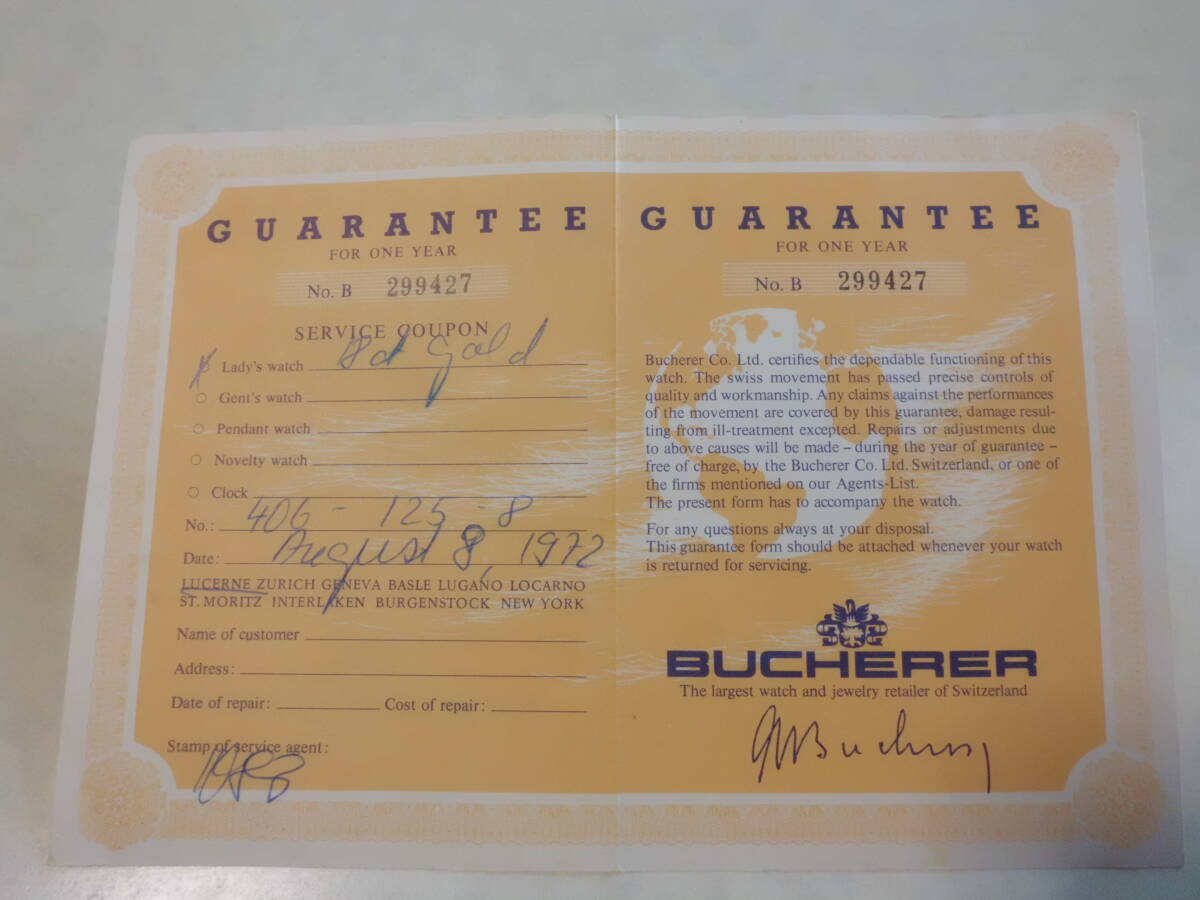 GUARANTEE
FOR ONE YEAR
No. B 299427
SERVICE COUPON
Lady's watch gold
Gent's watch
Pendant watch
Novelty watch
Clock
No.: 406 - 125 - 8
Date: August 8, 1972
LUCERNE ZURICH GENEVA BASLE LUGANO LOCARNO
ST. MORITZ INTERLAKEN BURGENSTOCK NEW YORK
Name of customer
Address:
Date of repair: Cost of repair:
Stamp of service agent:
GUARANTEE
FOR ONE YEAR
No. B 299427
Bucherer Co. Ltd. certifies the dependable functioning of this
watch. The swiss movement has passed precise controls of
quality and workmanship. Any claims against the performances
of the movement are covered by this guarantee, damage resul-
ting from ill-treatment excepted. Repairs or adjustments due
to above causes will be made – during the year of guarantee –
free of charge, by the Bucherer Co. Ltd. Switzerland, or one of
the firms mentioned on our Agents-List.
The present form has to accompany the watch.
For any questions always at your disposal.
This guarantee form should be attached whenever your watch
is returned for servicing.
BUCHERER
The largest watch and jewelry retailer of Switzerland